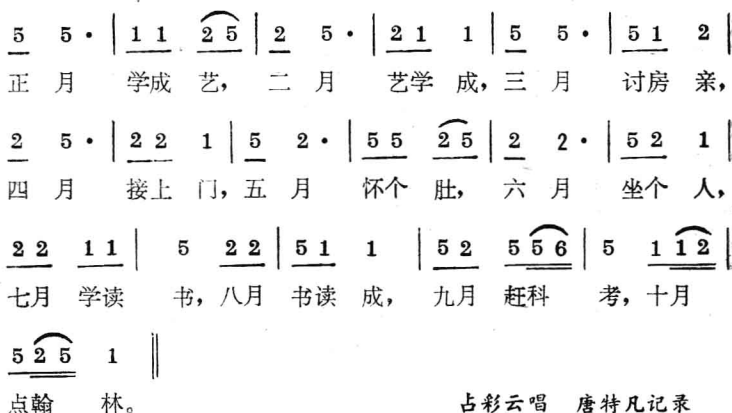 5 5· | 1 1 2 5 | 2 5· | 2 1 1 | 5 5· | 5 1 2 |
正 月 学成 艺, 二 月 艺学 成, 三 月 讨房 亲,
2 5· | 2 2 1 | 5 2· | 5 5 2 5 | 2 2· | 5 2 1 |
四 月 接上 门, 五 月 怀个 肚, 六 月 坐个 人,
2 2 1 1 | 5 2 2 | 5 1 1 | 5 2 5 5 6 | 5 1 1 2 |
七月 学读 书, 八月 书读 成, 九月 赶科 考, 十月
5 2 5 1 ‖
点翰 林。 占彩云唱 唐特凡记录